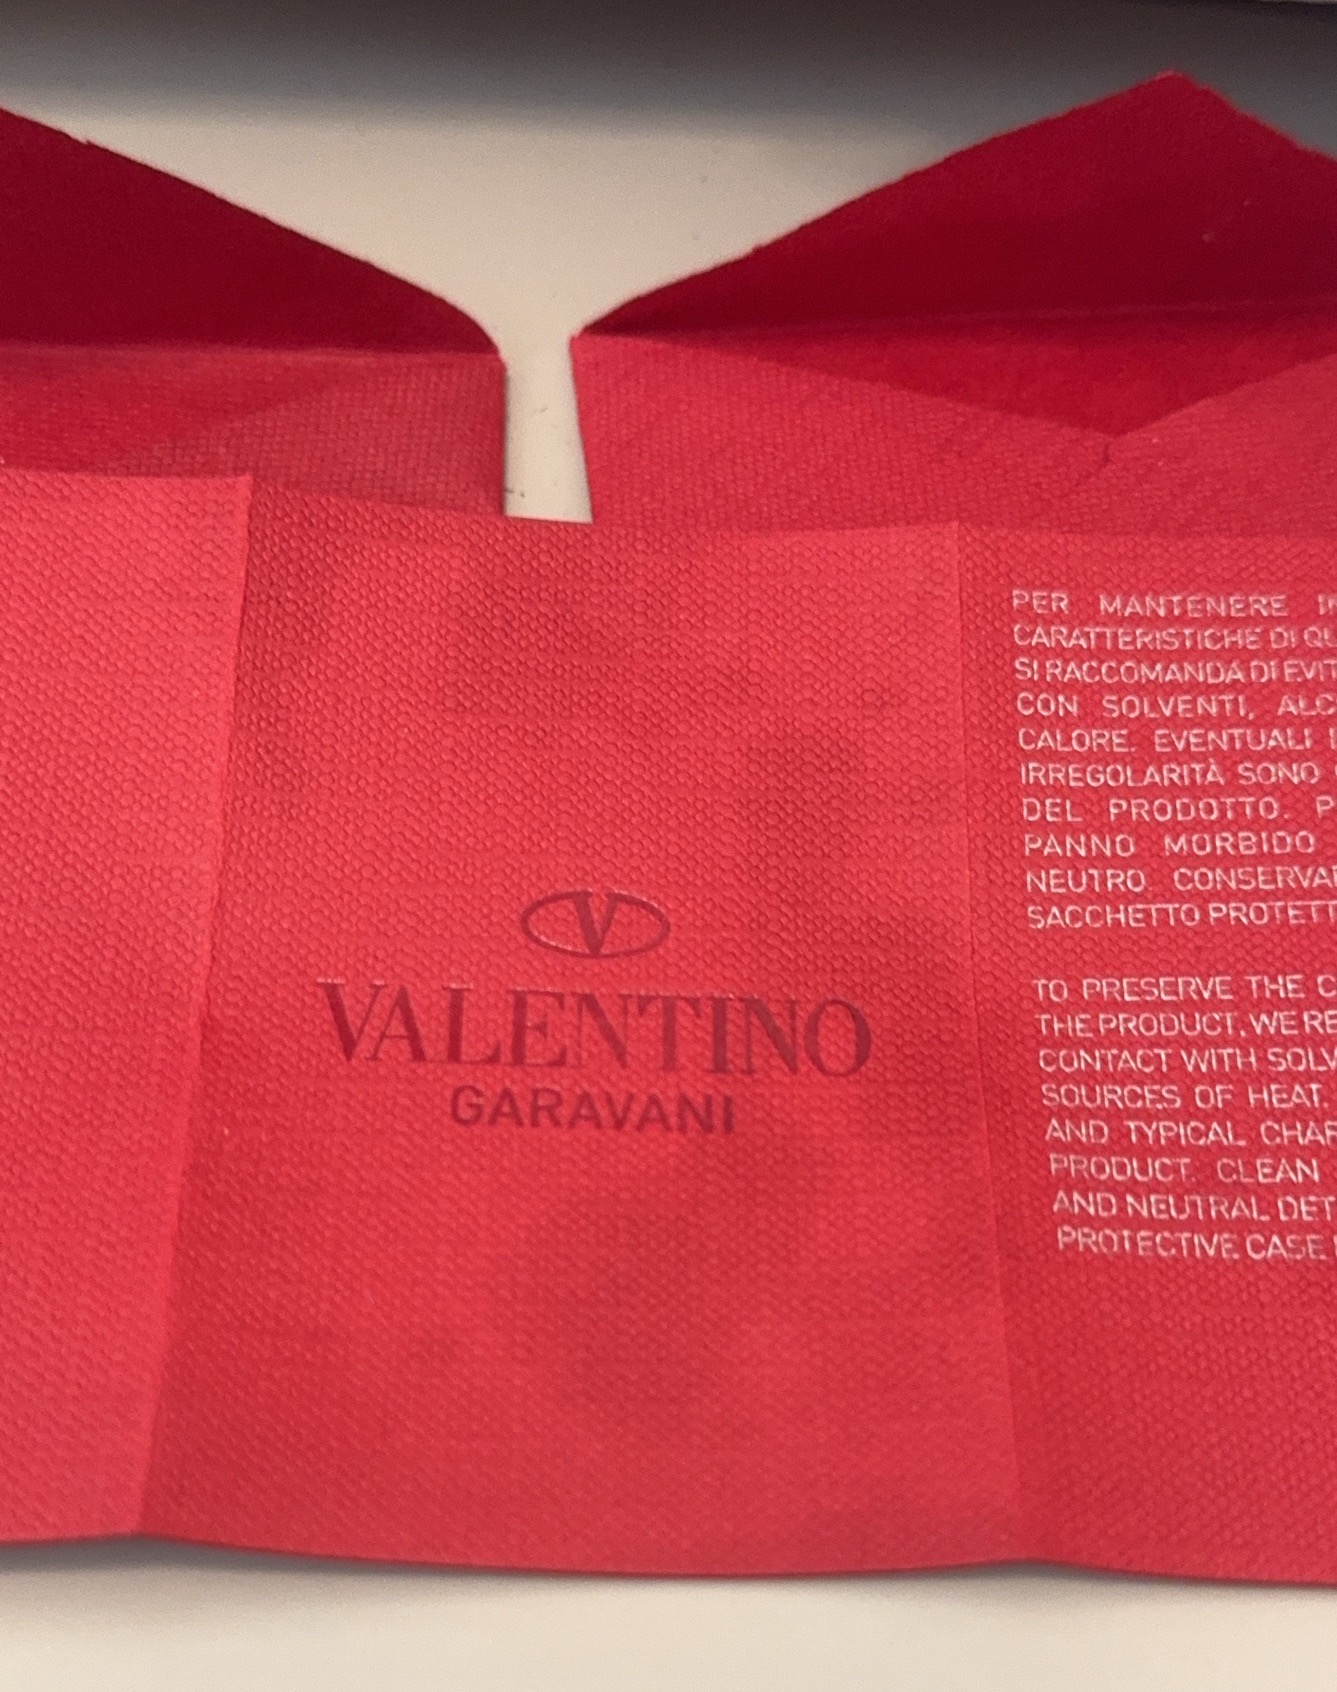 V
VALENTINO
GARAVANI
PER MANTENERE
CARATTERISTICHE DI
SI RACCOMANDA DI
CON SOLVENTI,
CALORE. EVENTUALI
IRREGOLARITÀ SONO
DEL PRODOTTO.
PANNO MORBIDO
NEUTRO. CONSERVA
SACCHETTO
TO PRESERVE THE
THE PRODUCT, WE
CONTACT WITH
SOURCES OF HEAT.
AND TYPICAL
PRODUCT. CLEAN
AND NEUTRAL
PROTECTIVE CASE